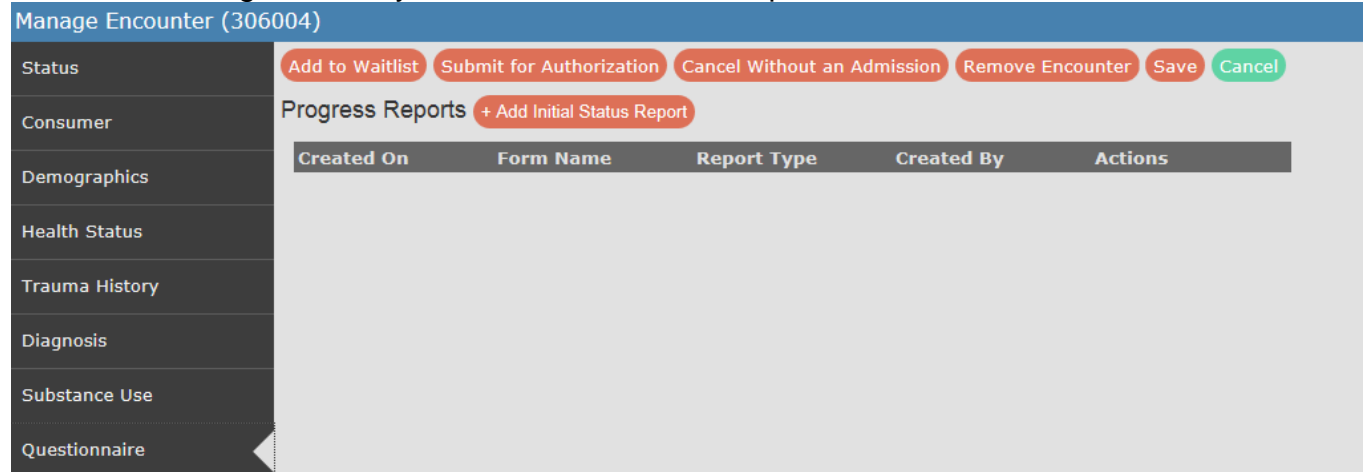 Manage Encounter (306004)
Status
Consumer
Demographics
Health Status
Trauma History
Diagnosis
Substance Use
Questionnaire
Add to Waitlist Submit for Authorization Cancel Without an Admission Remove Encounter Save Cancel
Progress Reports + Add Initial Status Report
Created On Form Name Report Type Created By Actions